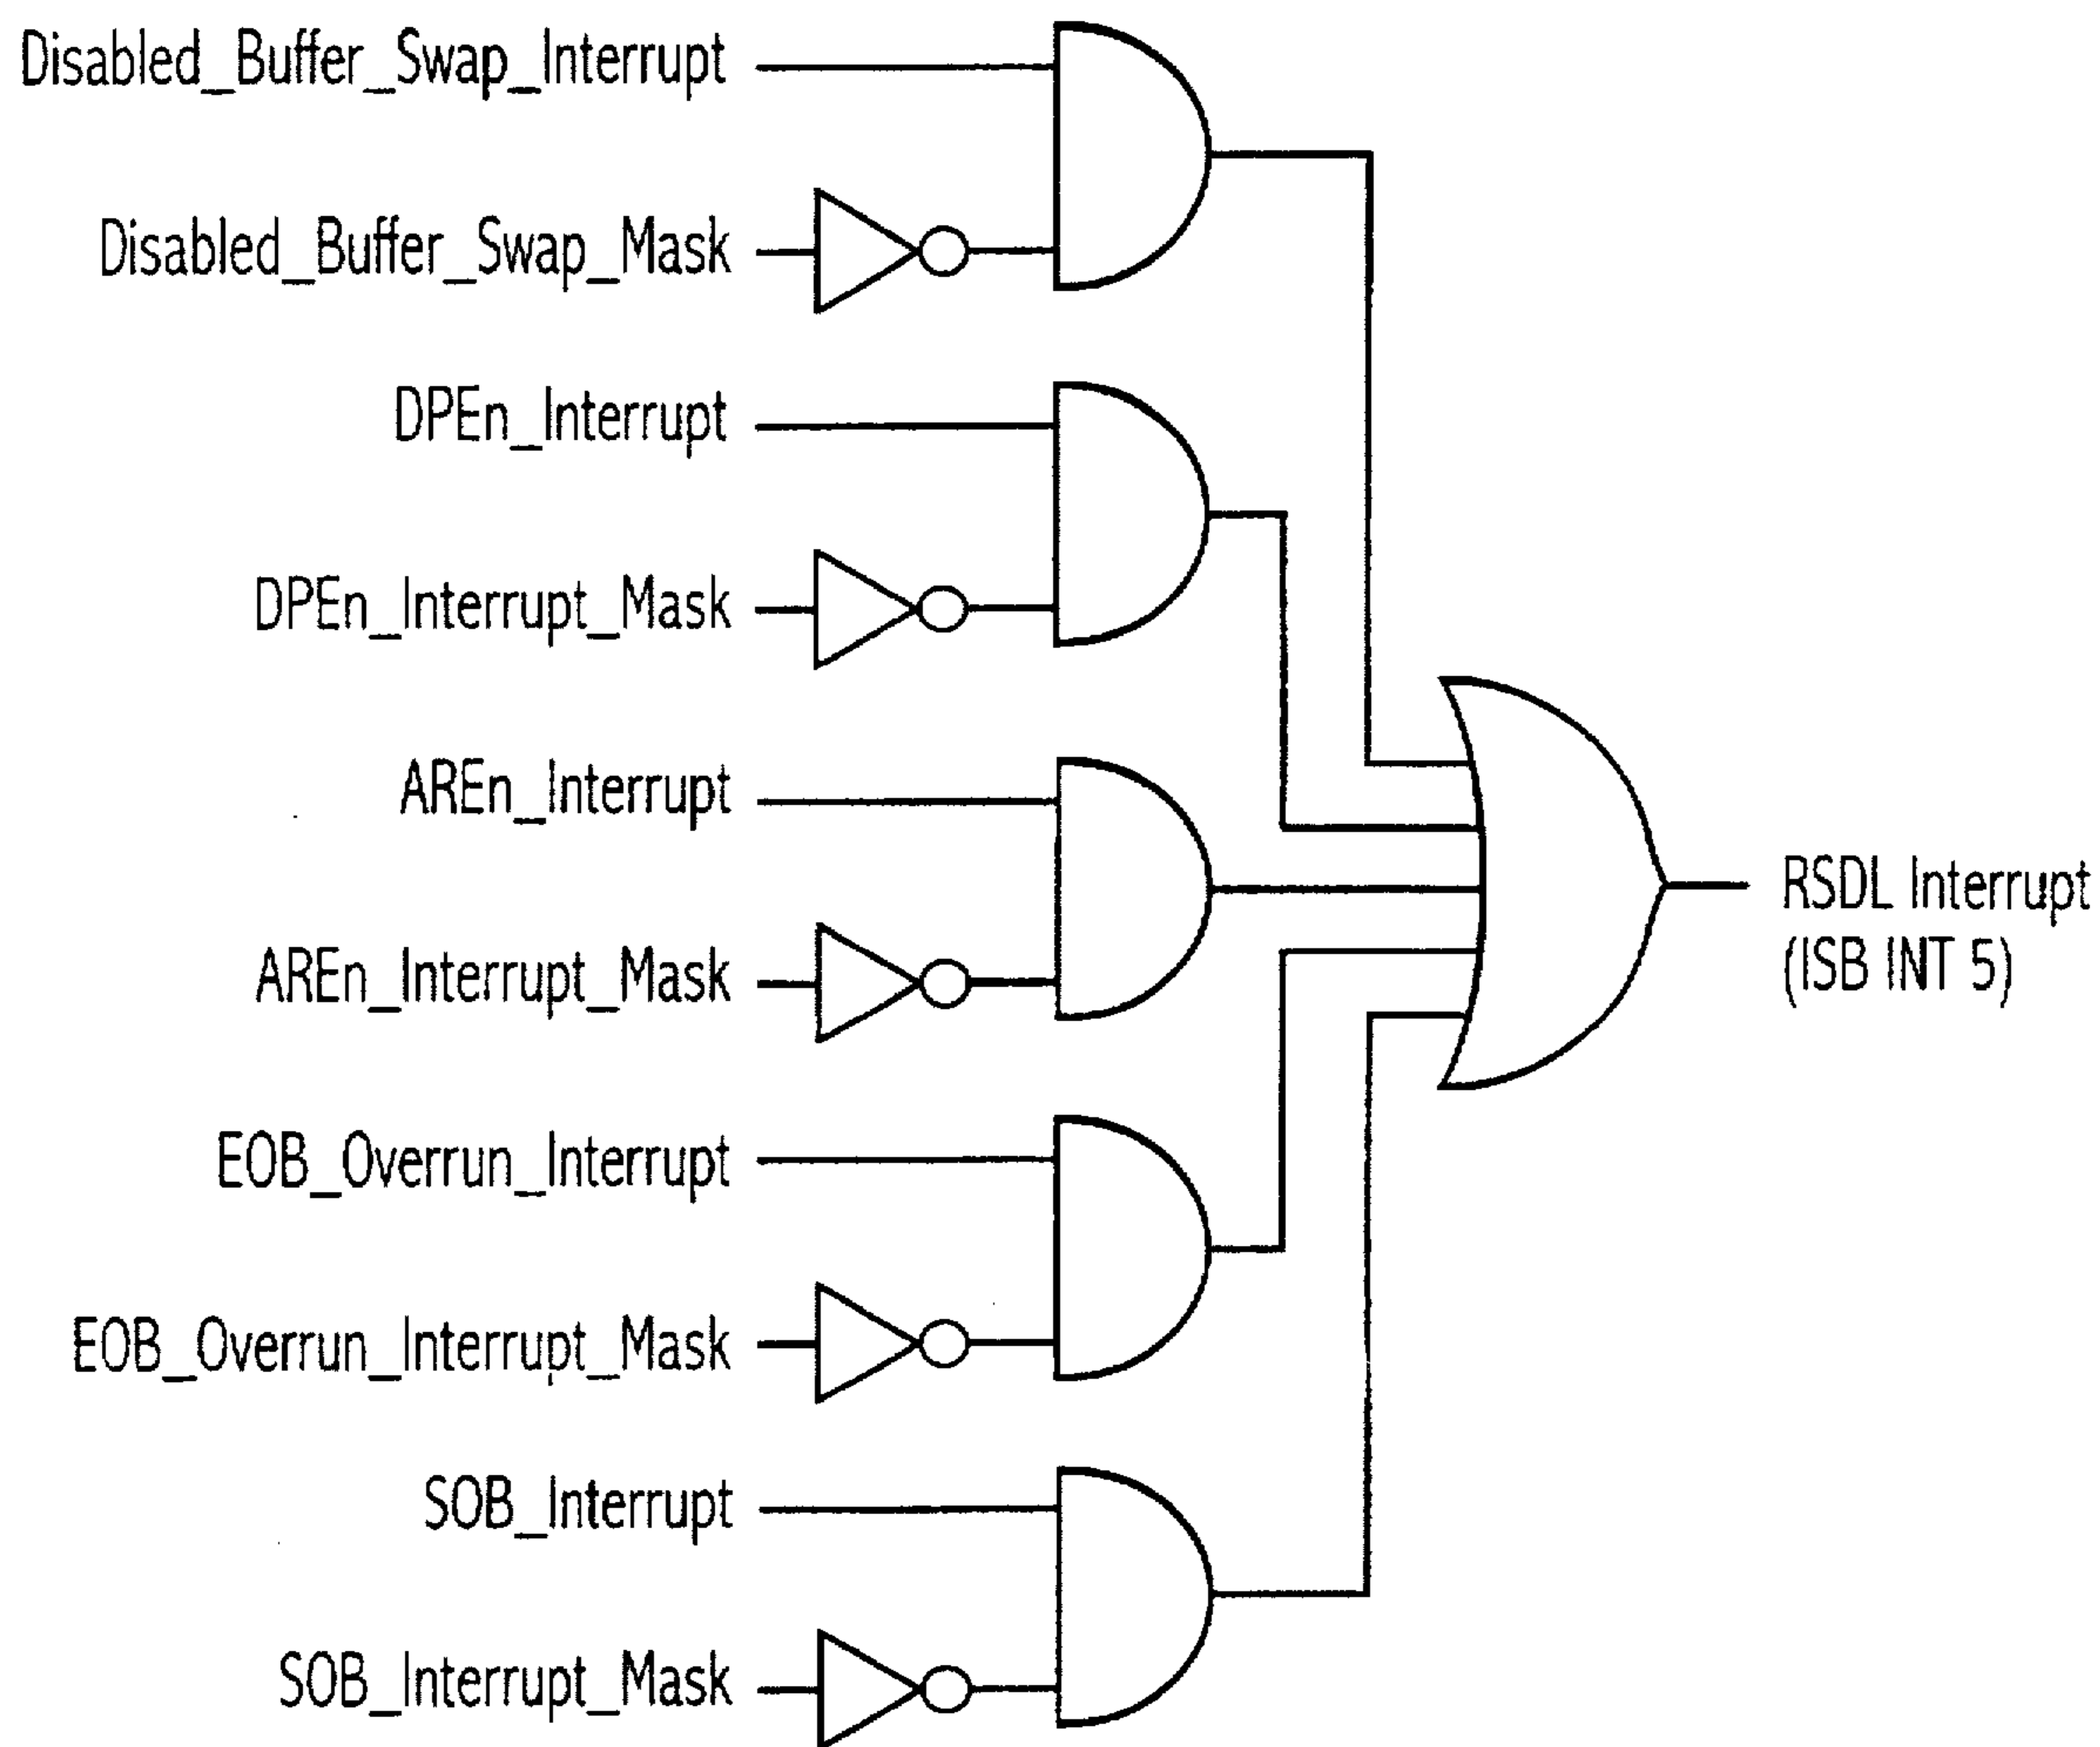 Disabled_Buffer_Swap_Interrupt
Disabled_Buffer_Swap_Mask
DPEn_Interrupt
DPEn_Interrupt_Mask
AREn_Interrupt
AREn_Interrupt_Mask
RSDL Interrupt
(ISB INT 5)
EOB_Overrun_Interrupt
EOB_Overrun_Interrupt_Mask
SOB_Interrupt
SOB_Interrupt_Mask